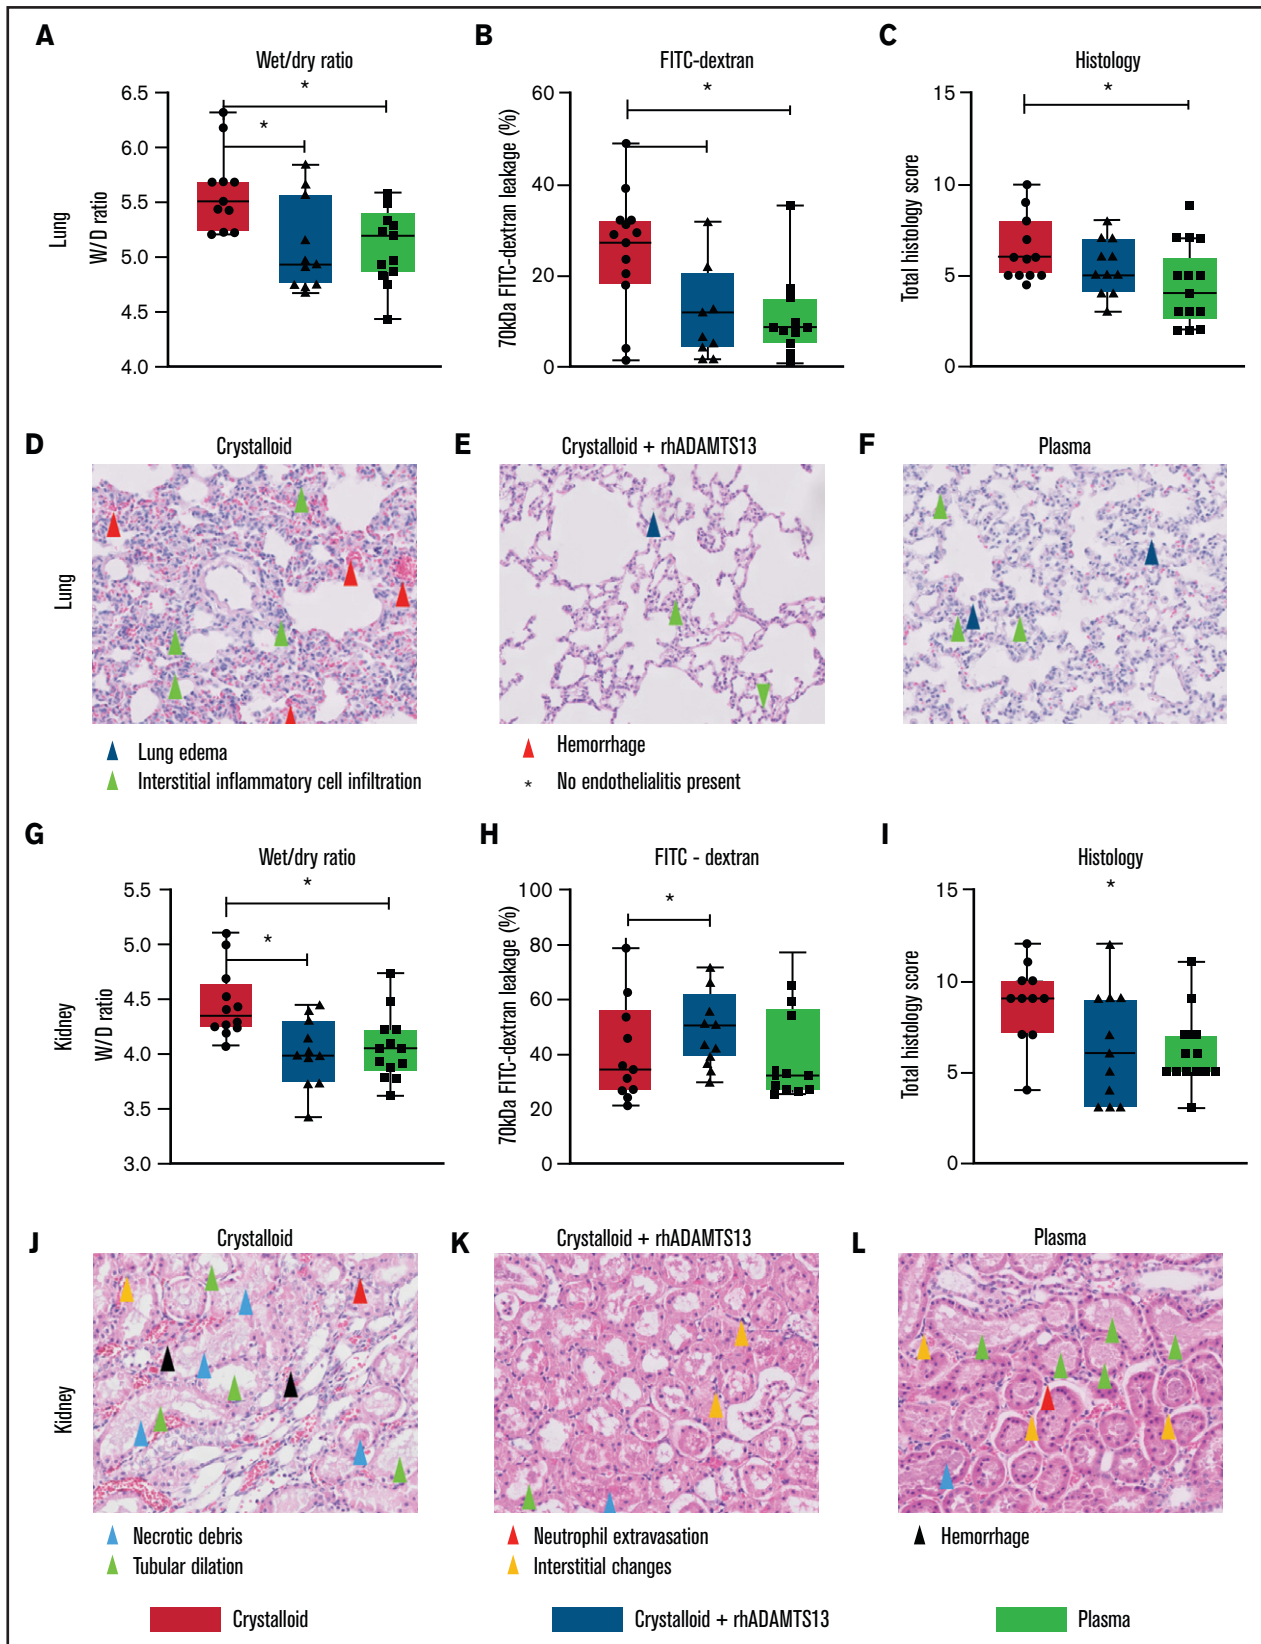 A
Wet/dry ratio
*
*
6.5
6.0
5.5
5.0
4.5
4.0
Lung
W/D ratio
B
FITC-dextran
*
60
40
20
0
70kDa FITC-dextran leakage (%)
C
Histology
*
15
10
5
0
Total histology score
D
Crystalloid
Lung
E
Crystalloid + rhADAMTS13
F
Plasma
Lung edema
Interstitial inflammatory cell infiltration
Hemorrhage
* No endothelialitis present
G
Wet/dry ratio
*
*
5.5
5.0
4.5
4.0
3.5
3.0
Kidney
W/D ratio
H
FITC - dextran
*
100
80
60
40
20
0
70kDa FITC-dextran leakage (%)
I
Histology
*
15
10
5
0
Total histology score
J
Crystalloid
Kidney
K
Crystalloid + rhADAMTS13
L
Plasma
Necrotic debris
Tubular dilation
Neutrophil extravasation
Interstitial changes
Hemorrhage
Crystalloid
Crystalloid + rhADAMTS13
Plasma